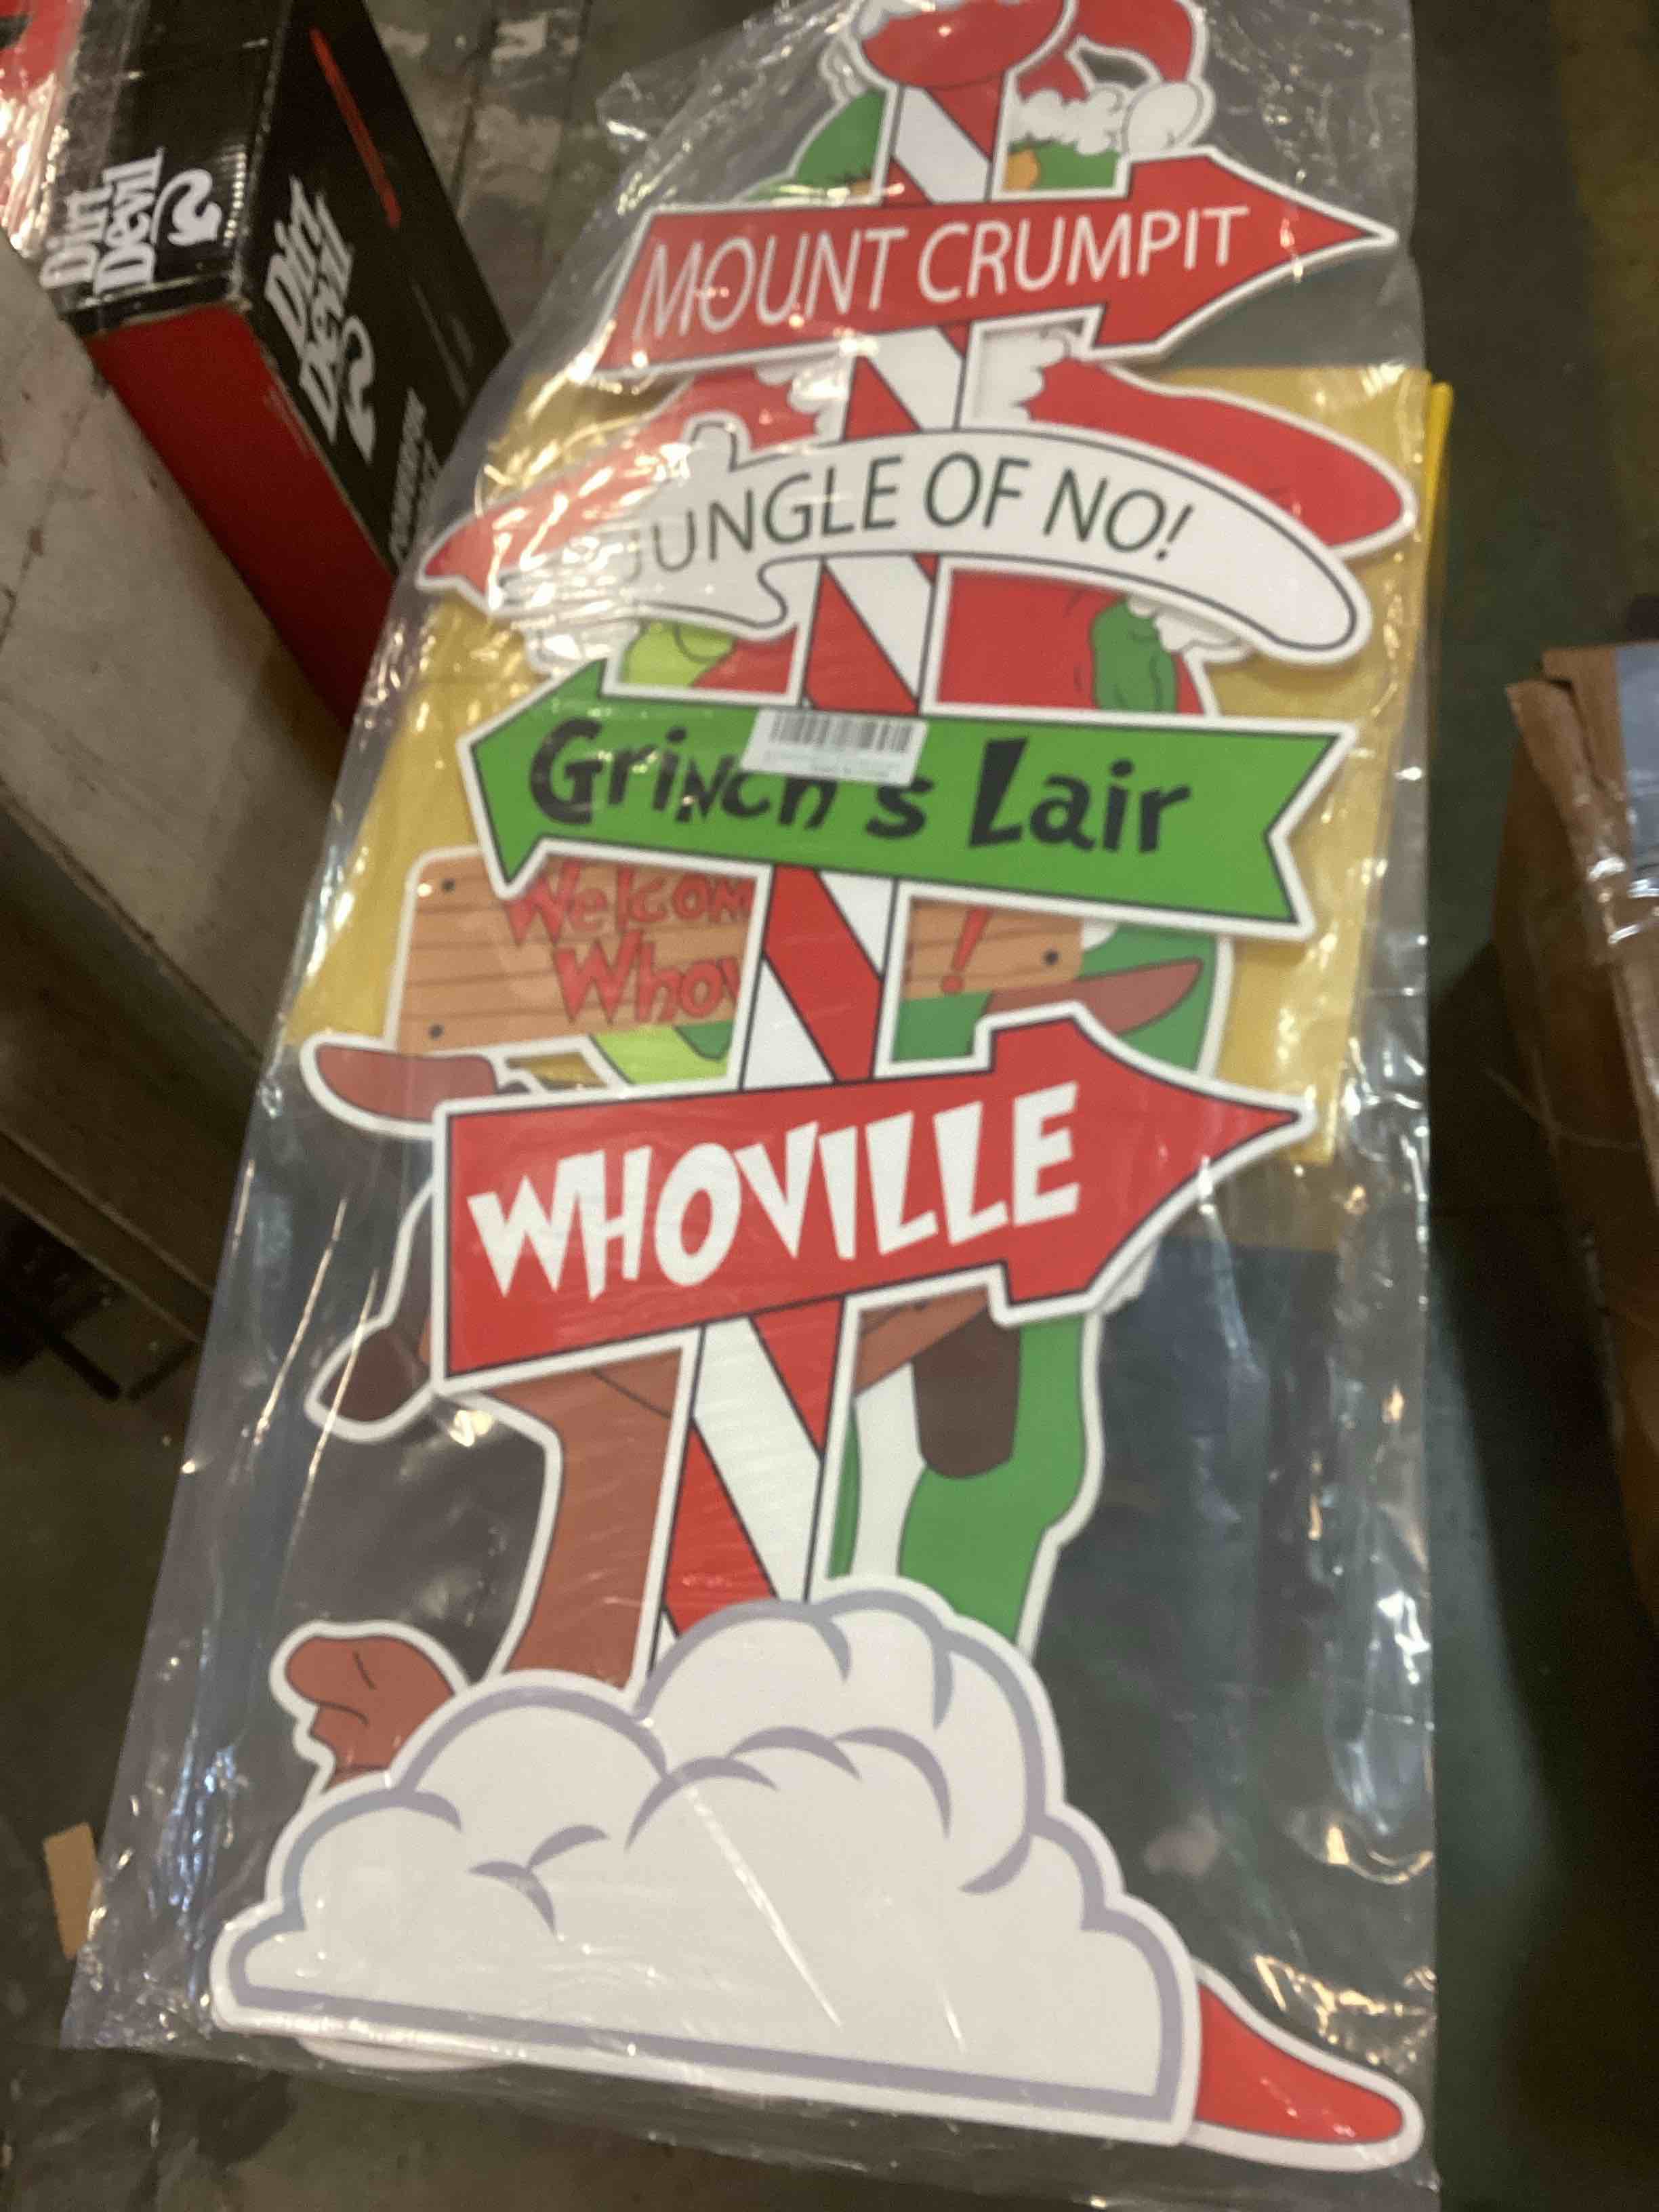 Dirt
Devil
Dirt
Devil
MOUNT CRUMPIT
JUNGLE OF NO!
Grinch's Lair
Welcom
Who
!
WHOVILLE